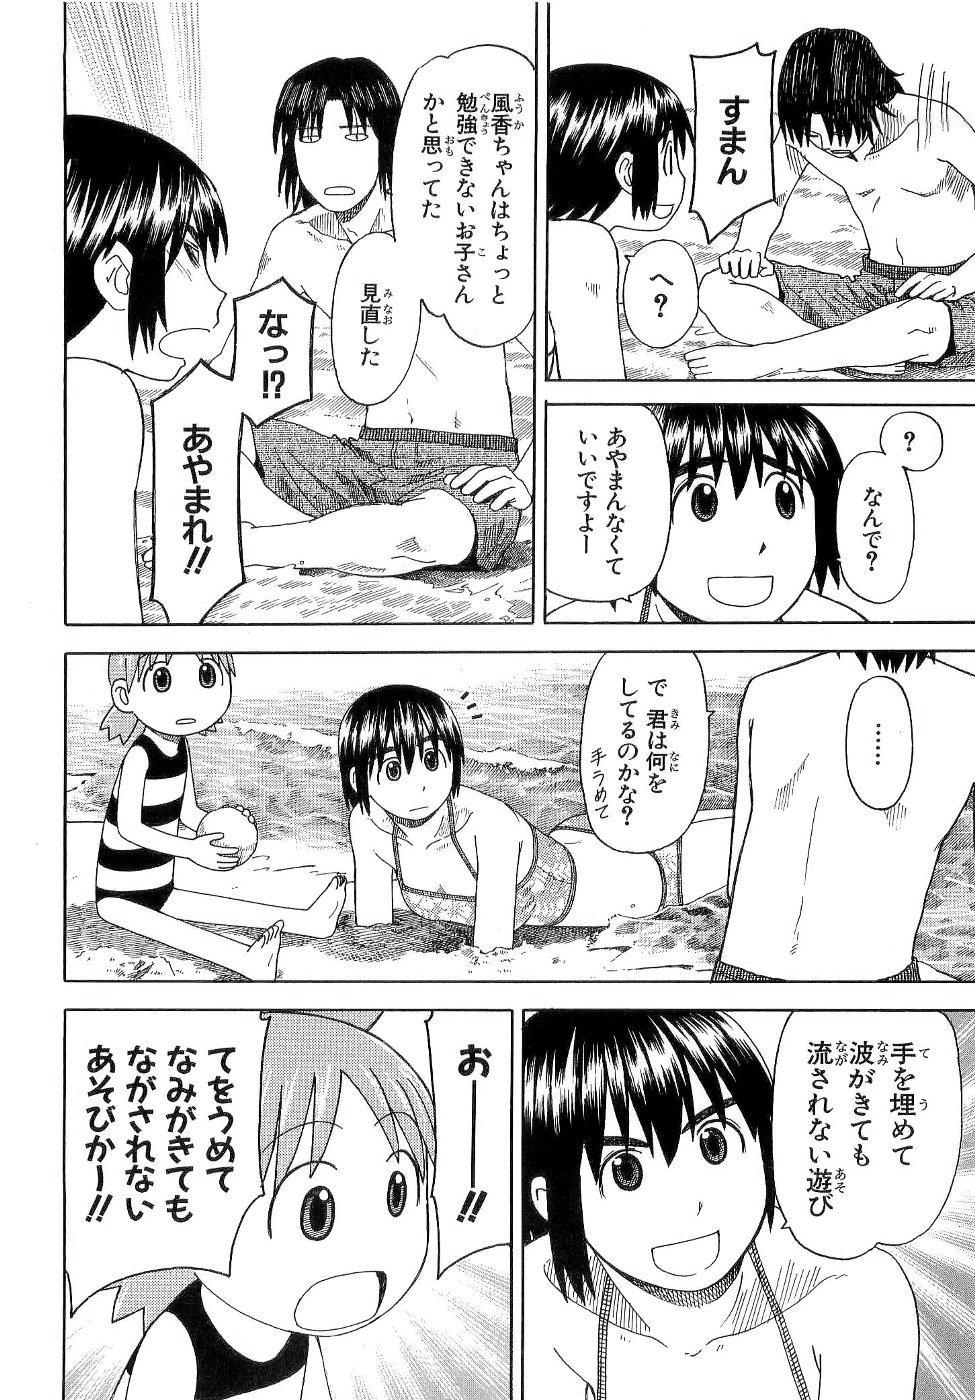 すまん
へ?
?
なんで?
あやまんなくて
いいですよー
風香ちゃんはちょっと
勉強できないお子さん
かと思ってた
見直した
なっ!?
あやまれ!!
……
で 君は何を
してるのかな?
手うめて
手を埋めて
波がきても
流されない遊び
おーー!!
てをうめて
なみがきても
ながされない
あそびかー!!